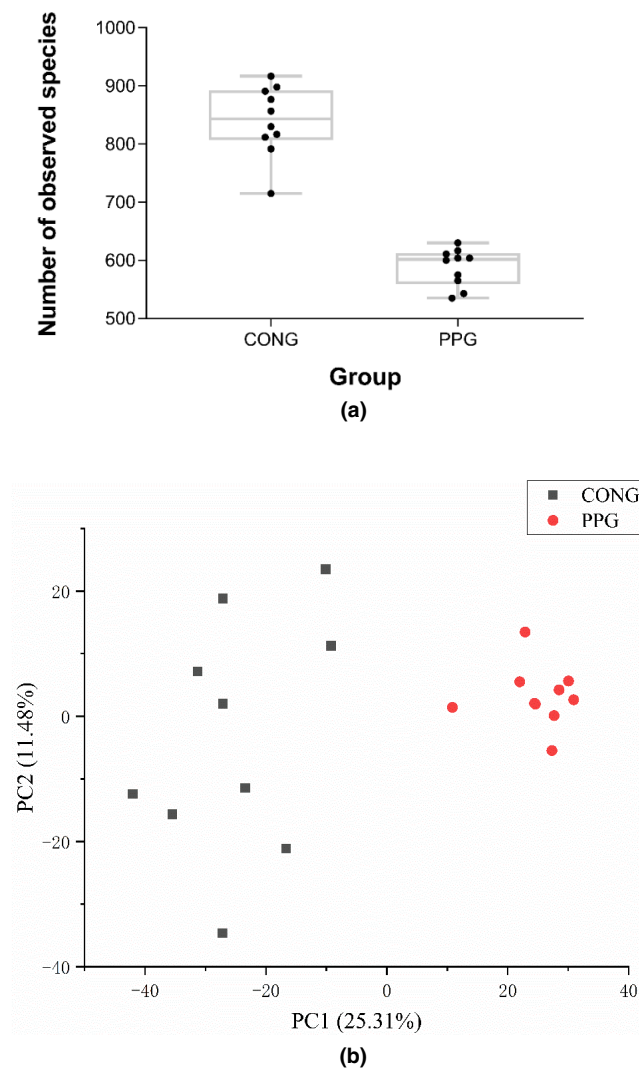 Number of observed species
1000
900
800
700
600
500
CONG PPG
Group
(a)
CONG
PPG
PC2 (11.48%)
20
0
−20
−40
−40 −20 0 20 40
PC1 (25.31%)
(b)